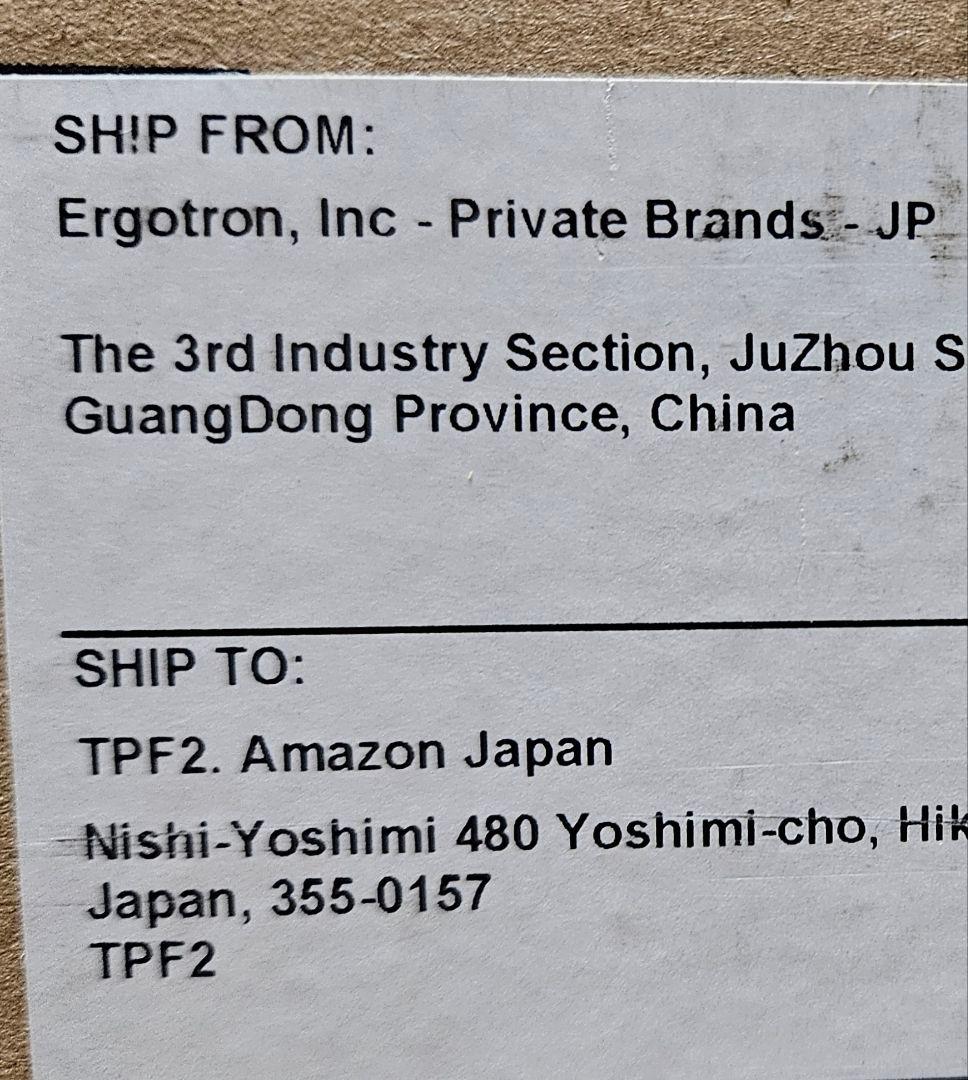 SHIP FROM:
Ergotron, Inc - Private Brands - JP
The 3rd Industry Section, JuZhou S
GuangDong Province, China
SHIP TO:
TPF2. Amazon Japan
Nishi-Yoshimi 480 Yoshimi-cho, Hik
Japan, 355-0157
TPF2